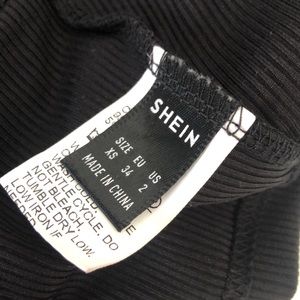 SHEIN
SIZE EU US
XS 34 2
MADE IN CHINA
GENTLE CYCLE. DO
NOT BLEACH.
TUMBLE DRY LOW.
LOW IRON IF